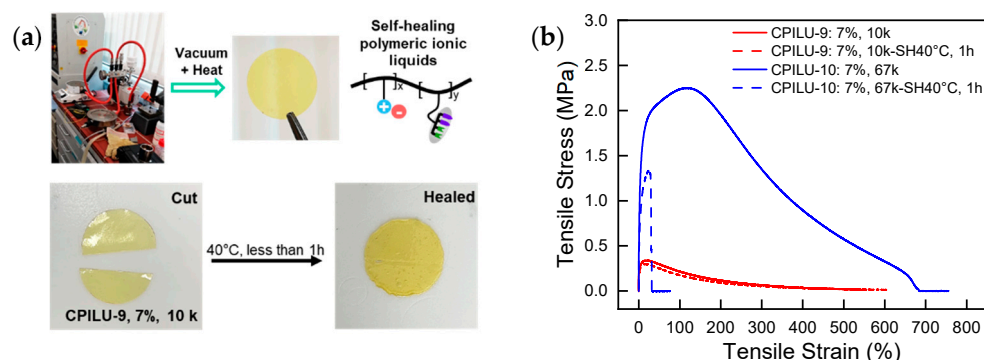 (a)
Vacuum
+ Heat
Self-healing
polymeric ionic
liquids
x
y
+
-
Cut
Healed
40°C, less than 1h
CPILU-9, 7%, 10 k
(b)
CPILU-9: 7%, 10k
CPILU-9: 7%, 10k-SH40°C, 1h
CPILU-10: 7%, 67k
CPILU-10: 7%, 67k-SH40°C, 1h
Tensile Stress (MPa)
3.0
2.5
2.0
1.5
1.0
0.5
0.0
0 100 200 300 400 500 600 700 800
Tensile Strain (%)